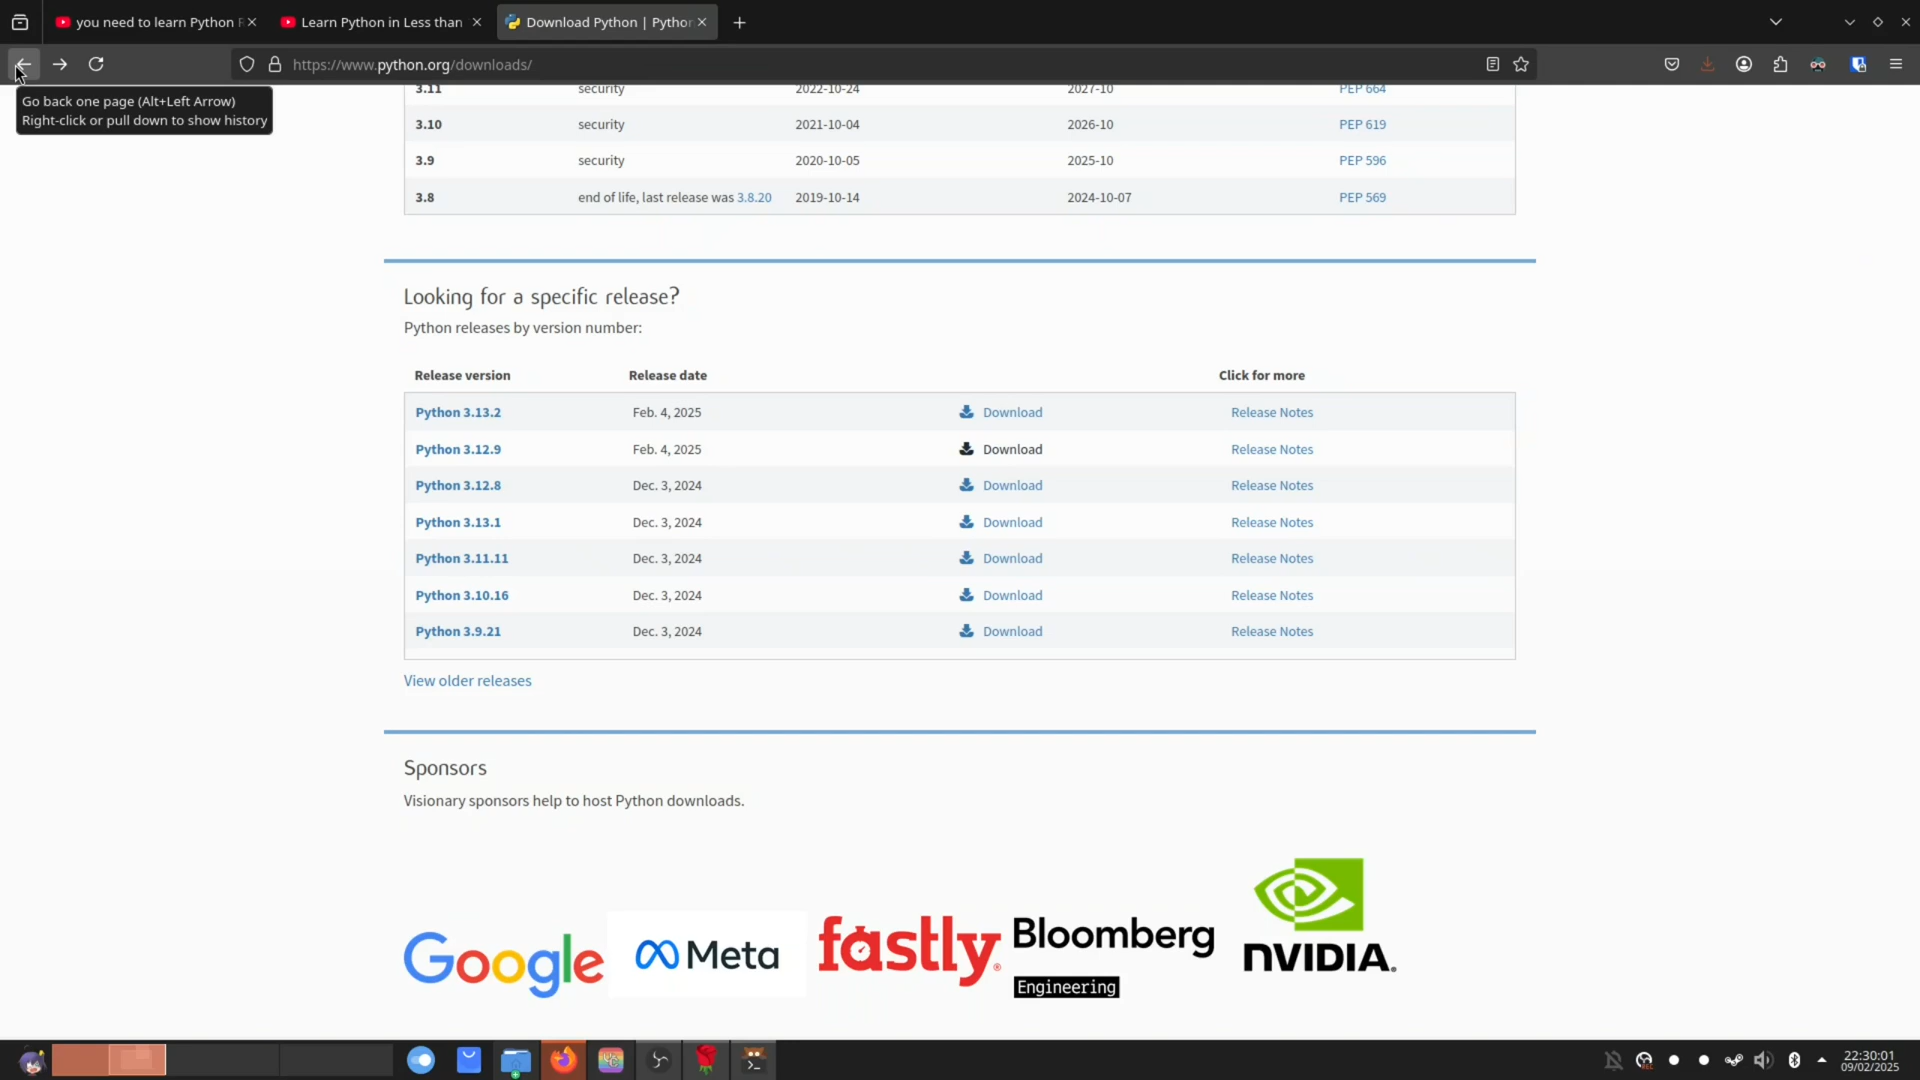 you need to learn Python
Learn Python in Less than
Download Python | Python
https://www.python.org/downloads/
Go back one page (Alt+Left Arrow)
Right-click or pull down to show history
3.11 security 2022-10-24 2027-10 PEP 664
3.10 security 2021-10-04 2026-10 PEP 619
3.9 security 2020-10-05 2025-10 PEP 596
3.8 end of life, last release was 3.8.20 2019-10-14 2024-10-07 PEP 569
Looking for a specific release?
Python releases by version number:
Release version Release date Click for more
Python 3.13.2 Feb. 4, 2025 Download Release Notes
Python 3.12.9 Feb. 4, 2025 Download Release Notes
Python 3.12.8 Dec. 3, 2024 Download Release Notes
Python 3.13.1 Dec. 3, 2024 Download Release Notes
Python 3.11.11 Dec. 3, 2024 Download Release Notes
Python 3.10.16 Dec. 3, 2024 Download Release Notes
Python 3.9.21 Dec. 3, 2024 Download Release Notes
View older releases
Sponsors
Visionary sponsors help to host Python downloads.
Google
Meta
fastly
Bloomberg
Engineering
NVIDIA.
22:30:01
09/02/2025